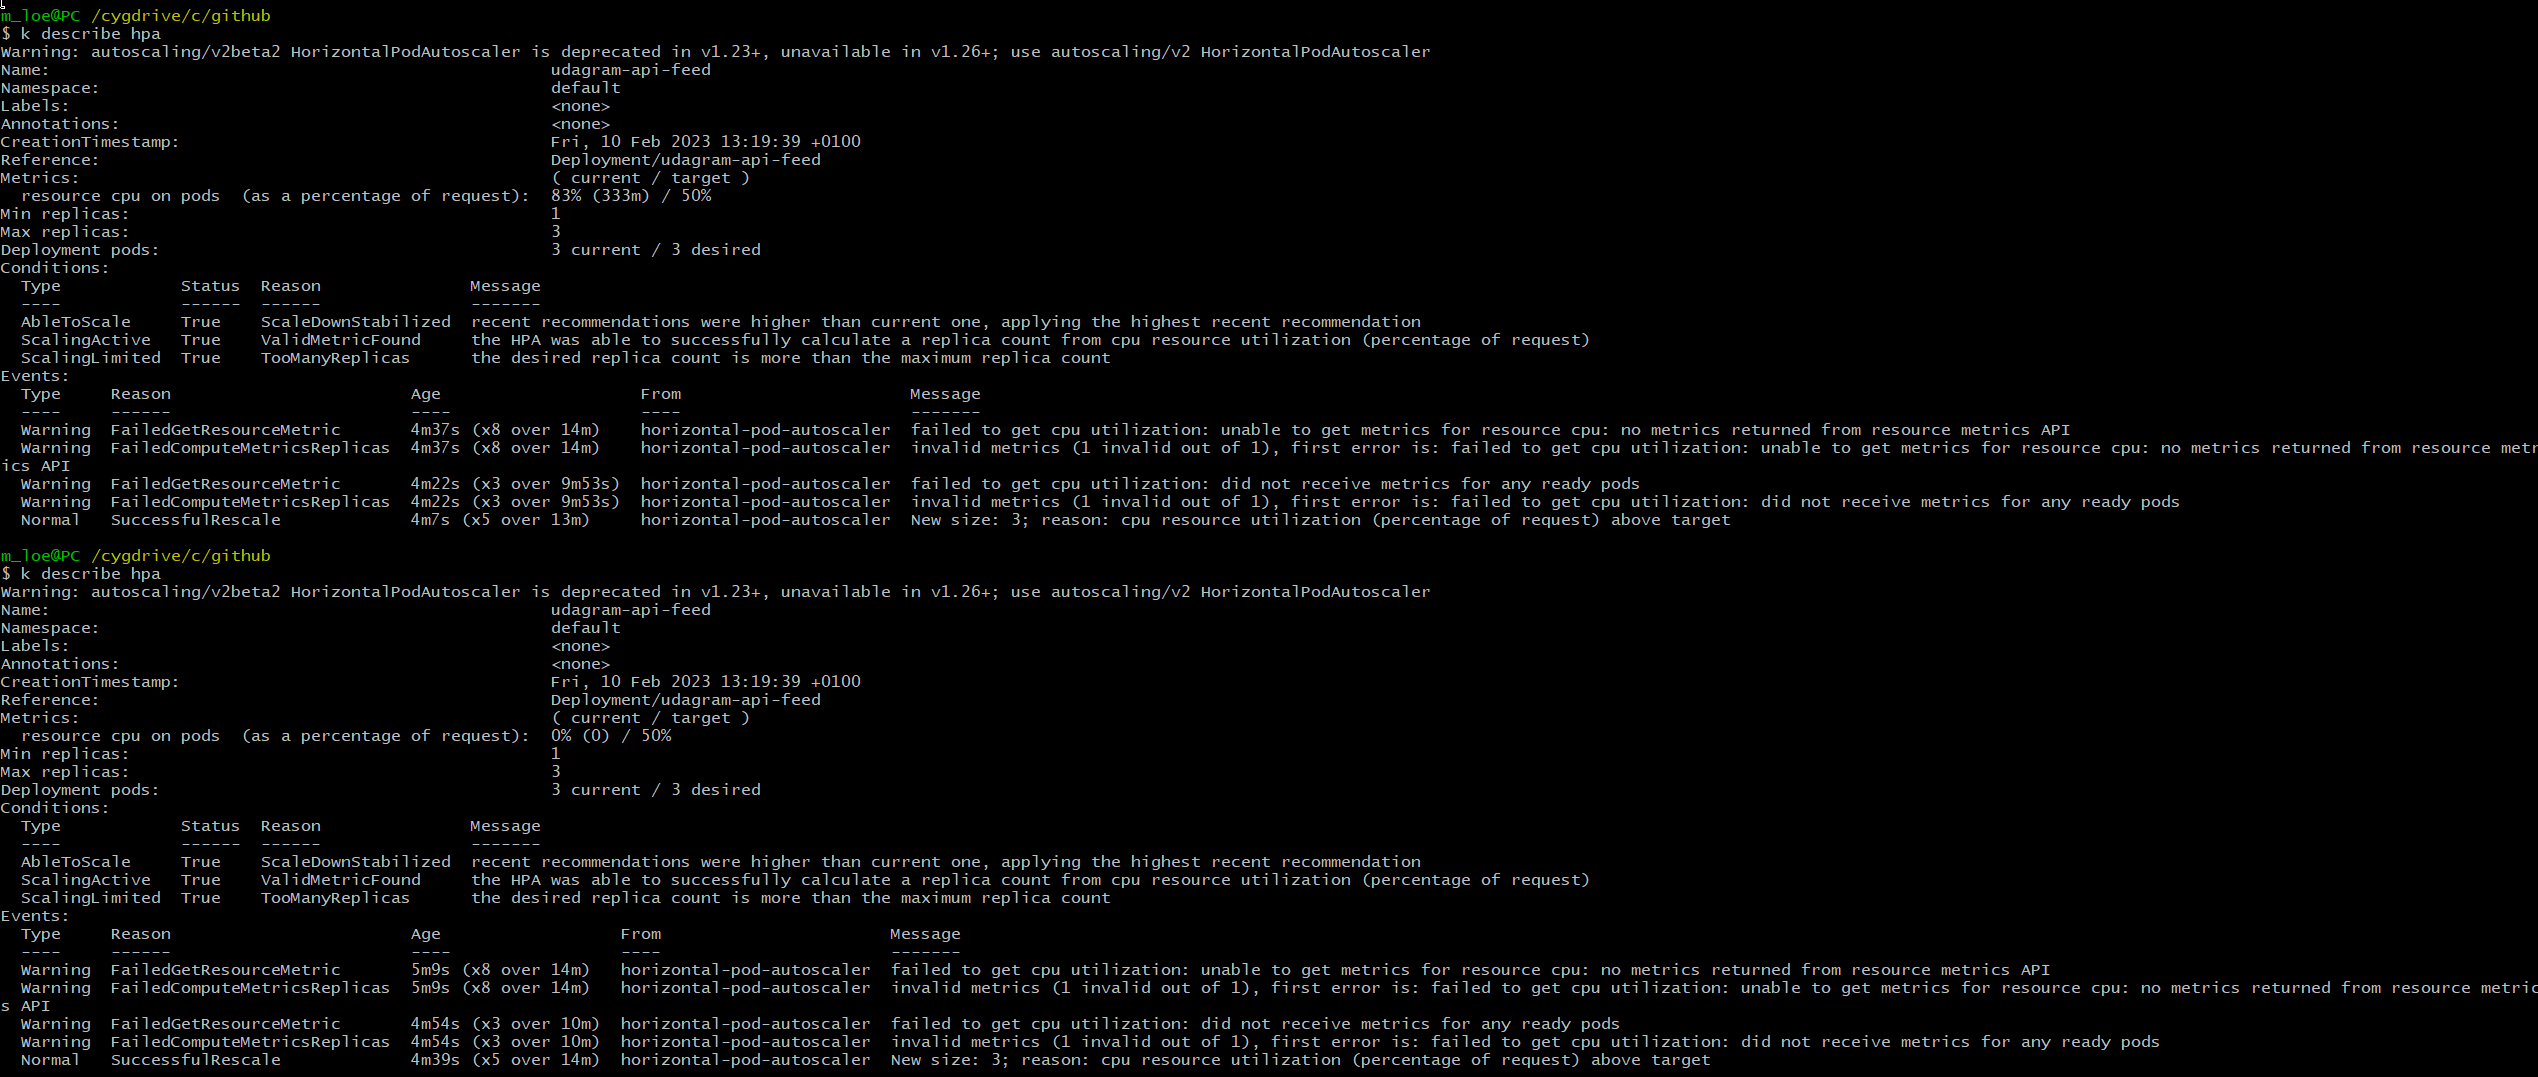 m_loe@PC /cygdrive/c/github
$ k describe hpa
Warning: autoscaling/v2beta2 HorizontalPodAutoscaler is deprecated in v1.23+, unavailable in v1.26+; use autoscaling/v2 HorizontalPodAutoscaler
Name:                                                  udagram-api-feed
Namespace:                                             default
Labels:                                                <none>
Annotations:                                           <none>
CreationTimestamp:                                     Fri, 10 Feb 2023 13:19:39 +0100
Reference:                                             Deployment/udagram-api-feed
Metrics:                                               ( current / target )
  resource cpu on pods  (as a percentage of request):  83% (333m) / 50%
Min replicas:                                          1
Max replicas:                                          3
Deployment pods:                                       3 current / 3 desired
Conditions:
  Type            Status  Reason               Message
  ----            ------  ------               -------
  AbleToScale     True    ScaleDownStabilized  recent recommendations were higher than current one, applying the highest recent recommendation
  ScalingActive   True    ValidMetricFound     the HPA was able to successfully calculate a replica count from cpu resource utilization (percentage of request)
  ScalingLimited  True    TooManyReplicas      the desired replica count is more than the maximum replica count
Events:
  Type     Reason                        Age                    From                       Message
  ----     ------                        ----                   ----                       -------
  Warning  FailedGetResourceMetric       4m37s (x8 over 14m)    horizontal-pod-autoscaler  failed to get cpu utilization: unable to get metrics for resource cpu: no metrics returned from resource metrics API
  Warning  FailedComputeMetricsReplicas  4m37s (x8 over 14m)    horizontal-pod-autoscaler  invalid metrics (1 invalid out of 1), first error is: failed to get cpu utilization: unable to get metrics for resource cpu: no metrics returned from resource metr
ics API
  Warning  FailedGetResourceMetric       4m22s (x3 over 9m53s)  horizontal-pod-autoscaler  failed to get cpu utilization: did not receive metrics for any ready pods
  Warning  FailedComputeMetricsReplicas  4m22s (x3 over 9m53s)  horizontal-pod-autoscaler  invalid metrics (1 invalid out of 1), first error is: failed to get cpu utilization: did not receive metrics for any ready pods
  Normal   SuccessfulRescale             4m7s (x5 over 13m)     horizontal-pod-autoscaler  New size: 3; reason: cpu resource utilization (percentage of request) above target
m_loe@PC /cygdrive/c/github
$ k describe hpa
Warning: autoscaling/v2beta2 HorizontalPodAutoscaler is deprecated in v1.23+, unavailable in v1.26+; use autoscaling/v2 HorizontalPodAutoscaler
Name:                                                  udagram-api-feed
Namespace:                                             default
Labels:                                                <none>
Annotations:                                           <none>
CreationTimestamp:                                     Fri, 10 Feb 2023 13:19:39 +0100
Reference:                                             Deployment/udagram-api-feed
Metrics:                                               ( current / target )
  resource cpu on pods  (as a percentage of request):  0% (0) / 50%
Min replicas:                                          1
Max replicas:                                          3
Deployment pods:                                       3 current / 3 desired
Conditions:
  Type            Status  Reason               Message
  ----            ------  ------               -------
  AbleToScale     True    ScaleDownStabilized  recent recommendations were higher than current one, applying the highest recent recommendation
  ScalingActive   True    ValidMetricFound     the HPA was able to successfully calculate a replica count from cpu resource utilization (percentage of request)
  ScalingLimited  True    TooManyReplicas      the desired replica count is more than the maximum replica count
Events:
  Type     Reason                        Age                  From                       Message
  ----     ------                        ----                 ----                       -------
  Warning  FailedGetResourceMetric       5m9s (x8 over 14m)   horizontal-pod-autoscaler  failed to get cpu utilization: unable to get metrics for resource cpu: no metrics returned from resource metrics API
  Warning  FailedComputeMetricsReplicas  5m9s (x8 over 14m)   horizontal-pod-autoscaler  invalid metrics (1 invalid out of 1), first error is: failed to get cpu utilization: unable to get metrics for resource cpu: no metrics returned from resource metric
s API
  Warning  FailedGetResourceMetric       4m54s (x3 over 10m)  horizontal-pod-autoscaler  failed to get cpu utilization: did not receive metrics for any ready pods
  Warning  FailedComputeMetricsReplicas  4m54s (x3 over 10m)  horizontal-pod-autoscaler  invalid metrics (1 invalid out of 1), first error is: failed to get cpu utilization: did not receive metrics for any ready pods
  Normal   SuccessfulRescale             4m39s (x5 over 14m)  horizontal-pod-autoscaler  New size: 3; reason: cpu resource utilization (percentage of request) above target